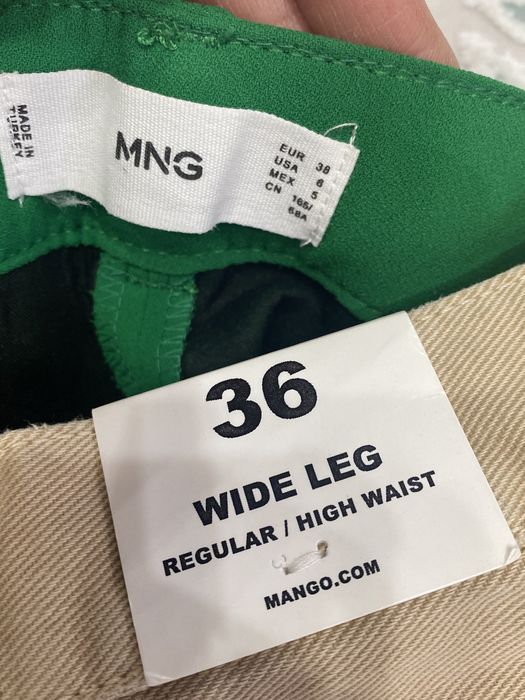 MADE IN
TURKEY
MNG
EUR 38
USA 6
MEX 5
CN 165/
68A
36
WIDE LEG
REGULAR / HIGH WAIST
MANGO.COM